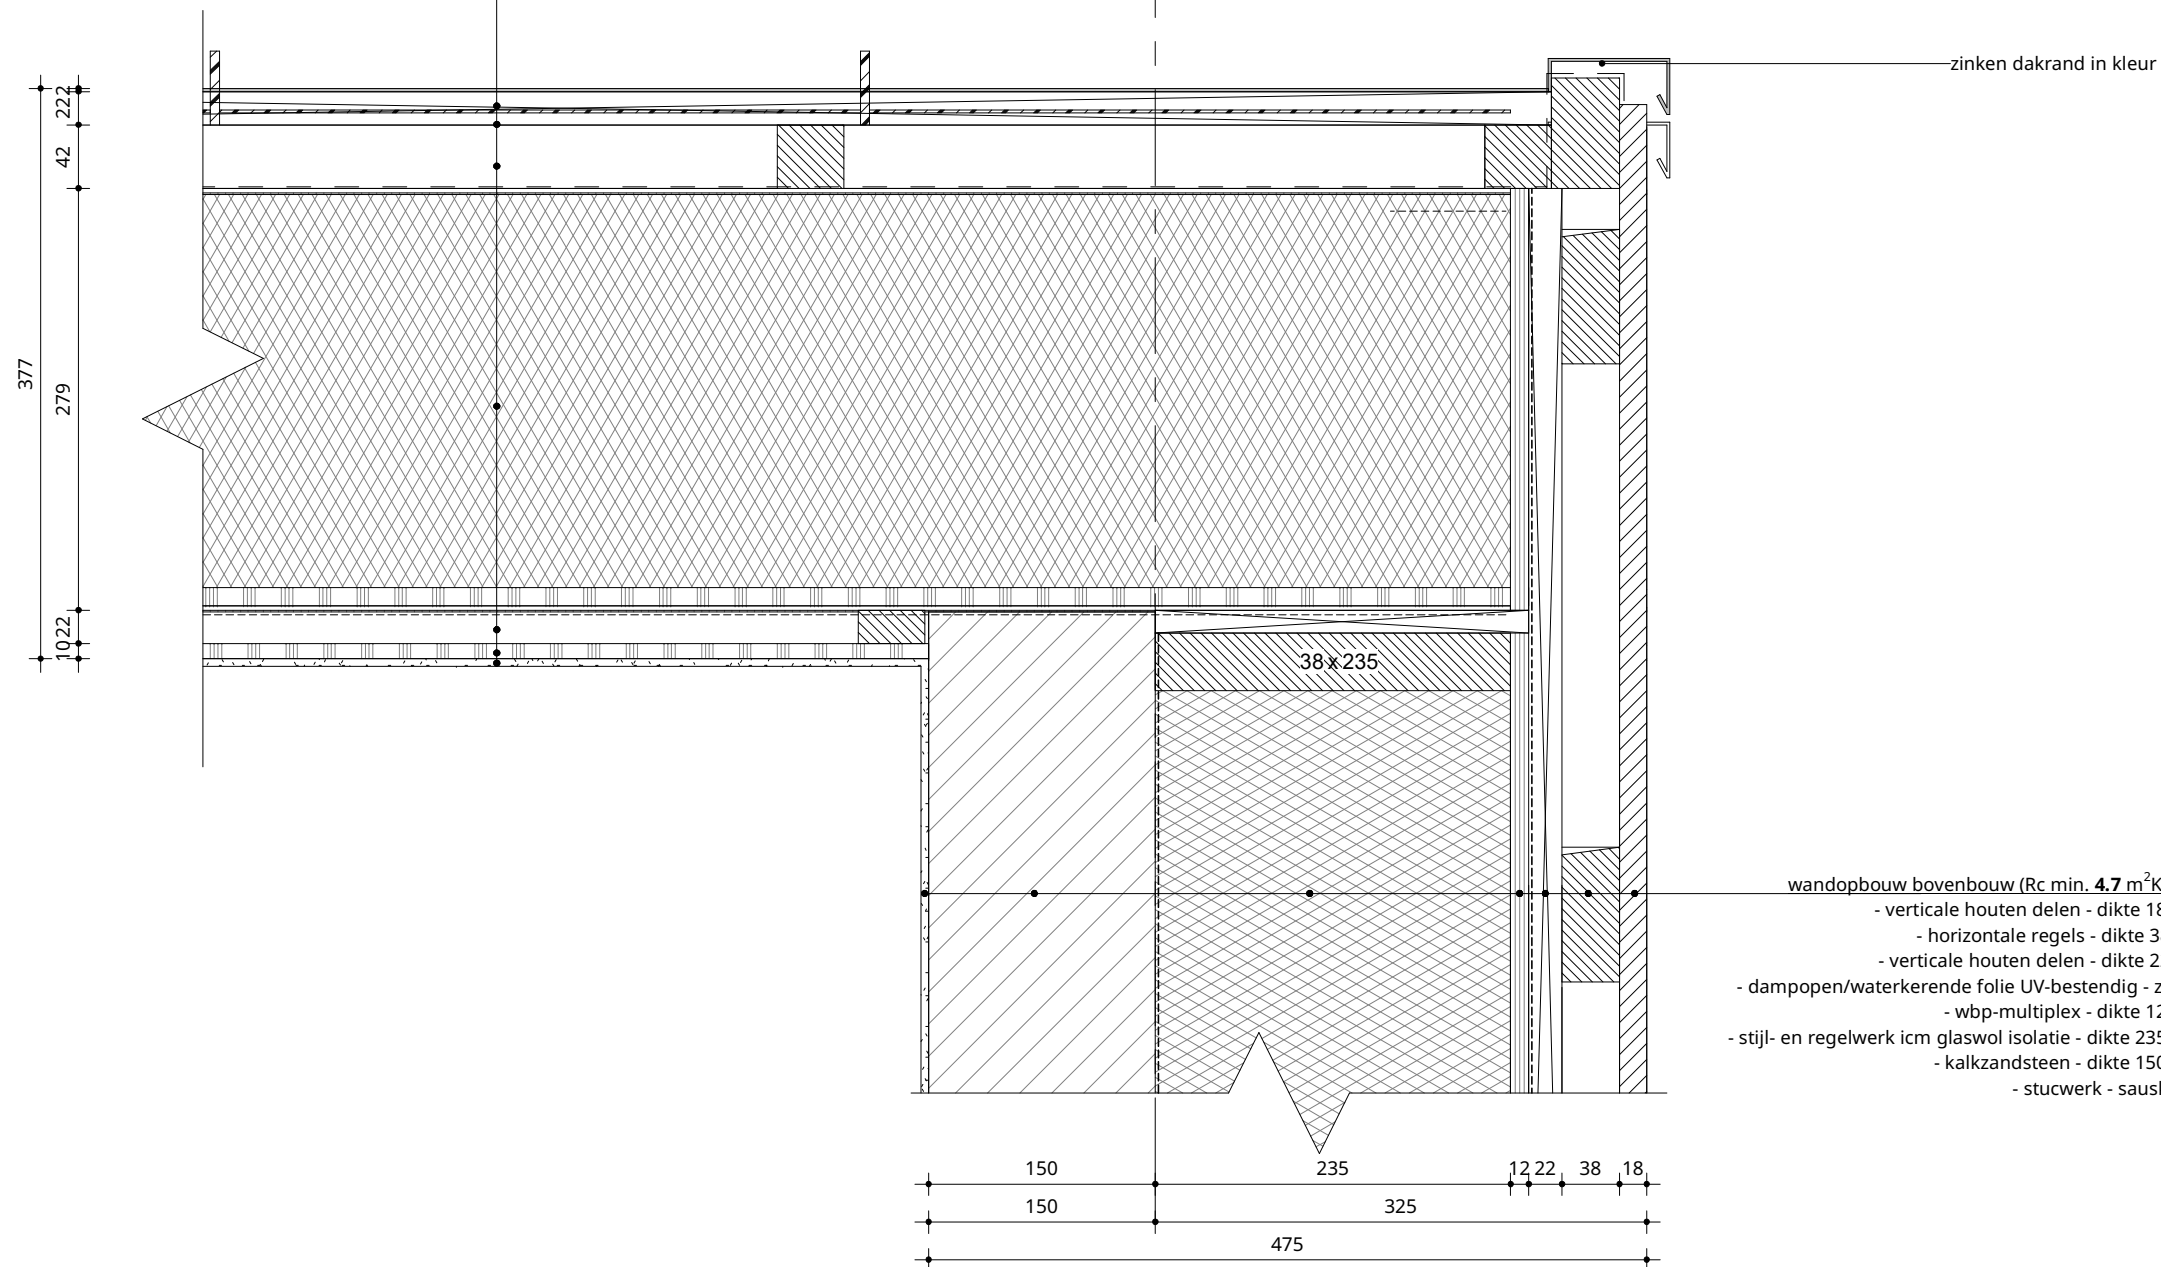 zinken dakrand in kleur
222
42
377
279
22
10
38 x 235
wandopbouw bovenbouw (Rc min. 4.7 m²K
- verticale houten delen - dikte 18
- horizontale regels - dikte 3
- verticale houten delen - dikte 2
- dampopen/waterkerende folie UV-bestendig - z
- wbp-multiplex - dikte 12
- stijl- en regelwerk icm glaswol isolatie - dikte 235
- kalkzandsteen - dikte 150
- stucwerk - saus
150 235 12 22 38 18
150 325
475